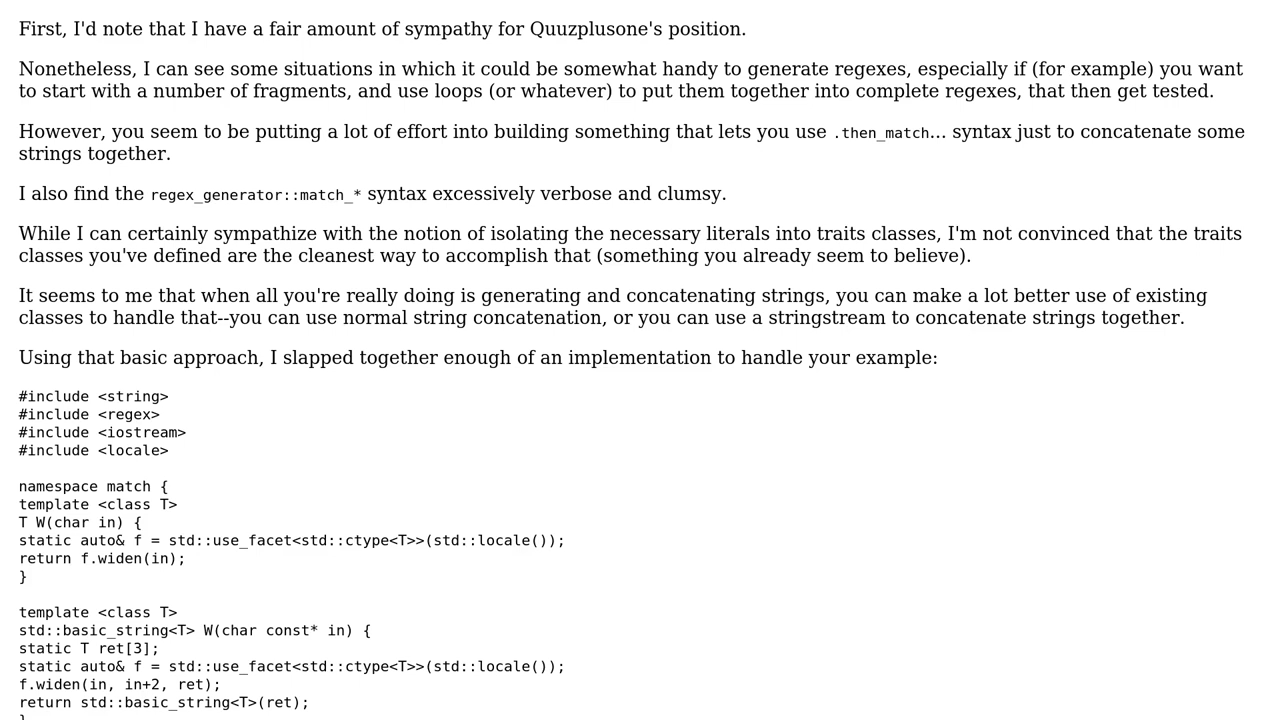 First, I'd note that I have a fair amount of sympathy for Quuzplusone's position.
Nonetheless, I can see some situations in which it could be somewhat handy to generate regexes, especially if (for example) you want
to start with a number of fragments, and use loops (or whatever) to put them together into complete regexes, that then get tested.
However, you seem to be putting a lot of effort into building something that lets you use .then_match... syntax just to concatenate some
strings together.
I also find the regex_generator::match_* syntax excessively verbose and clumsy.
While I can certainly sympathize with the notion of isolating the necessary literals into traits classes, I'm not convinced that the traits
classes you've defined are the cleanest way to accomplish that (something you already seem to believe).
It seems to me that when all you're really doing is generating and concatenating strings, you can make a lot better use of existing
classes to handle that--you can use normal string concatenation, or you can use a stringstream to concatenate strings together.
Using that basic approach, I slapped together enough of an implementation to handle your example:
#include <string>
#include <regex>
#include <iostream>
#include <locale>
namespace match {
template <class T>
T W(char in) {
static auto& f = std::use_facet<std::ctype<T>>(std::locale());
return f.widen(in);
}
template <class T>
std::basic_string<T> W(char const* in) {
static T ret[3];
static auto& f = std::use_facet<std::ctype<T>>(std::locale());
f.widen(in, in+2, ret);
return std::basic_string<T>(ret);
}